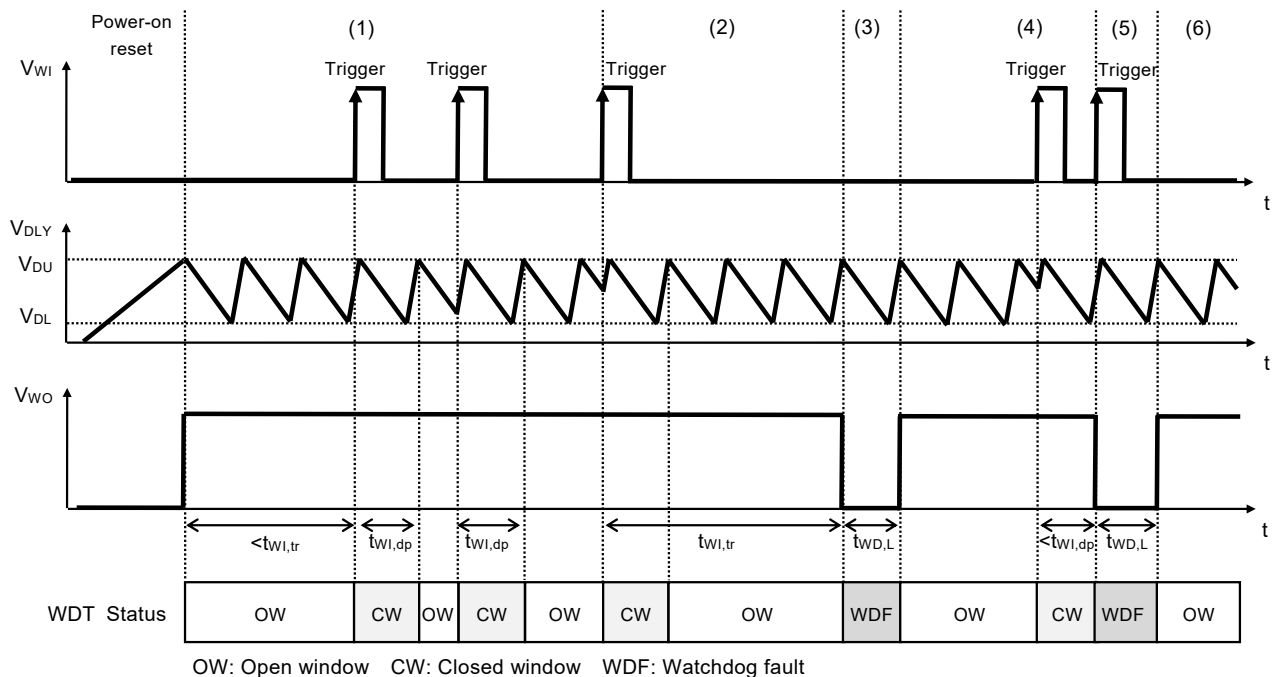 Power-on
reset
(1)
(2)
(3)
(4)
(5)
(6)
VWI
Trigger
Trigger
Trigger
Trigger
Trigger
t
VDLY
VDU
VDL
t
VWO
t
<tWI,tr
tWI,dp
tWI,dp
tWI,tr
tWD,L
<tWI,dp
tWD,L
WDT Status
OW
CW
OW
CW
OW
CW
OW
WDF
OW
CW
WDF
OW
OW: Open window CW: Closed window WDF: Watchdog fault